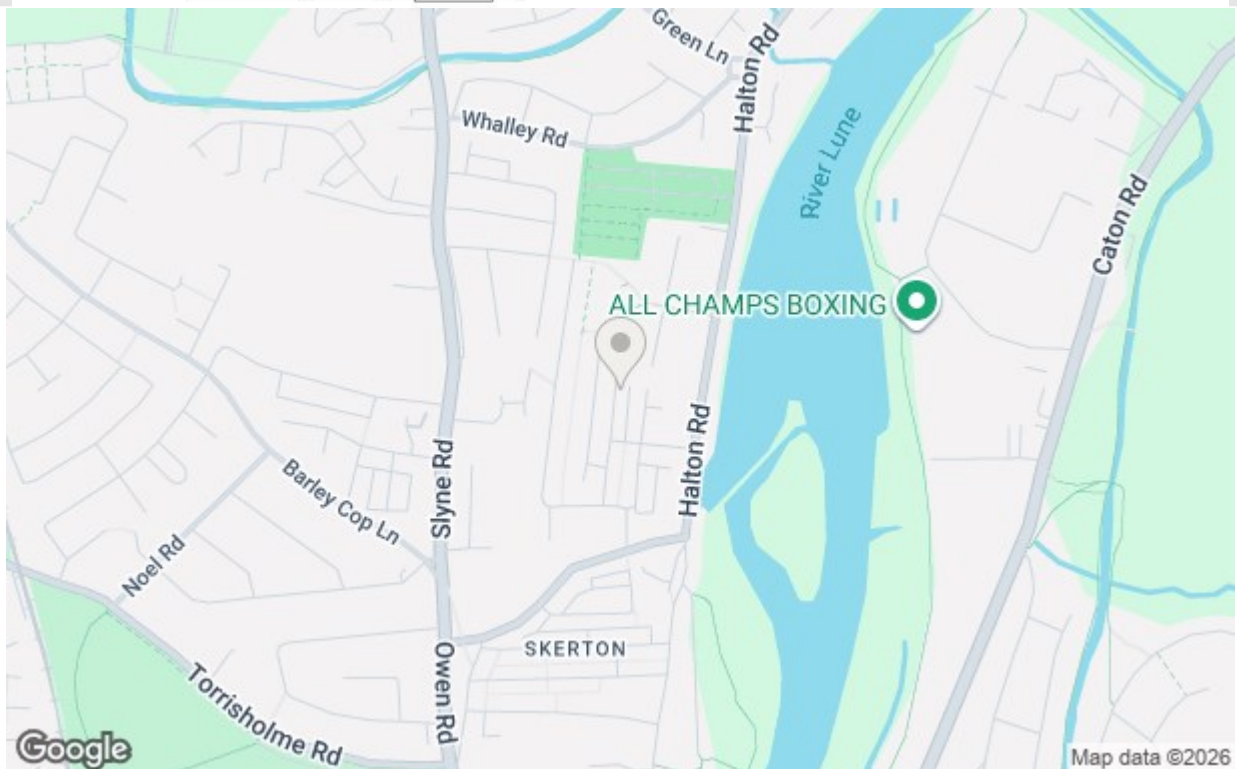 Green Ln
Halton Rd
Whalley Rd
River Lune
Caton Rd
ALL CHAMPS BOXING
Halton Rd
Slyne Rd
Barley Cop Ln
Noel Rd
SKERTON
Owen Rd
Torrisholme Rd
Google
Map data ©2026